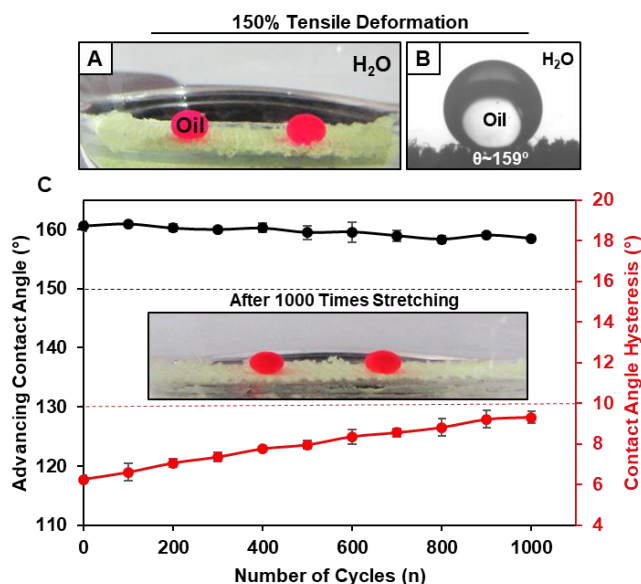 150% Tensile Deformation
A
H₂O
Oil
B
H₂O
Oil
θ~159º
C
Advancing Contact Angle (°)
160
150
140
130
120
110
After 1000 Times Stretching
20
18
16
14
12
10
8
6
4
Contact Angle Hysteresis (°)
0
200
400
600
800
1000
Number of Cycles (n)